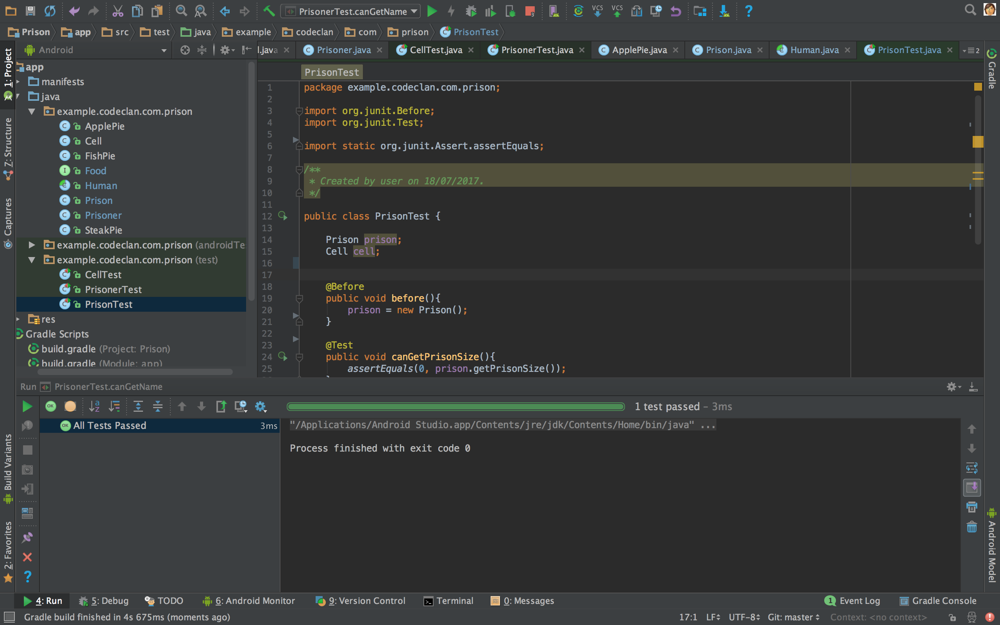 PrisonerTest.canGetName
3
VCS
VCS
?
Prison
app
src
test
java
example
codeclan
com
prison
PrisonTest
Android
l.java
Prisoner.java
CellTest.java
PrisonerTest.java
ApplePie.java
Prison.java
Human.java
PrisonTest.java
2
1: Project
7: Structure
Captures
Build Variants
2: Favorites
app
manifests
java
example.codeclan.com.prison
ApplePie
Cell
FishPie
Food
Human
Prison
Prisoner
SteakPie
example.codeclan.com.prison (androidTe
example.codeclan.com.prison (test)
CellTest
PrisonerTest
PrisonTest
res
Gradle Scripts
build.gradle (Project: Prison)
build.gradle (Module: app)
PrisonTest
1 package example.codeclan.com.prison;
2
3 import org.junit.Before;
4 import org.junit.Test;
5
6 import static org.junit.Assert.assertEquals;
7
8 /**
9 * Created by user on 18/07/2017.
10 */
11
12 public class PrisonTest {
13
14 Prison prison;
15 Cell cell;
16
17
18 @Before
19 public void before(){
20 prison = new Prison();
21 }
22
23 @Test
24 public void canGetPrisonSize(){
25 assertEquals(0, prison.getPrisonSize());
Gradle
Android Model
Run PrisonerTest.canGetName
OK
1 test passed – 3ms
OK All Tests Passed 3ms
"/Applications/Android Studio.app/Contents/jre/jdk/Contents/Home/bin/java" ...
Process finished with exit code 0
?
4: Run
5: Debug
TODO
6: Android Monitor
9: Version Control
Terminal
0: Messages
1 Event Log
Gradle Console
Gradle build finished in 4s 675ms (moments ago)
17:1
LF
UTF-8
Git: master
Context: <no context>